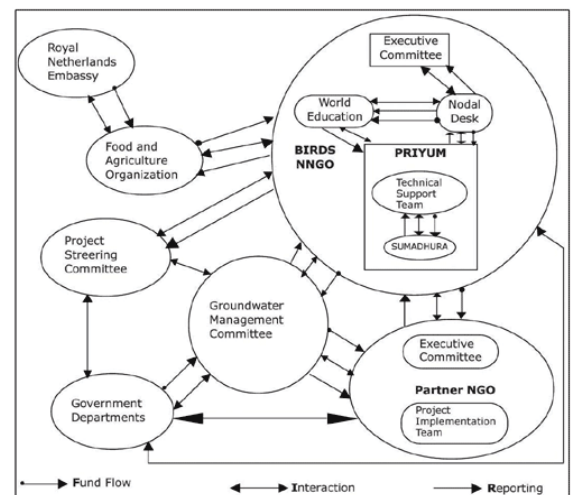 Royal
Netherlands
Embassy
Executive
Committee
World
Education
Nodal
Desk
Food and
Agriculture
Organization
BIRDS
NNGO
PRIYUM
Technical
Support
Team
SUMADHURA
Project
Streering
Committee
Groundwater
Management
Committee
Executive
Committee
Partner NGO
Project
Implementation
Team
Government
Departments
Fund Flow
Interaction
Reporting